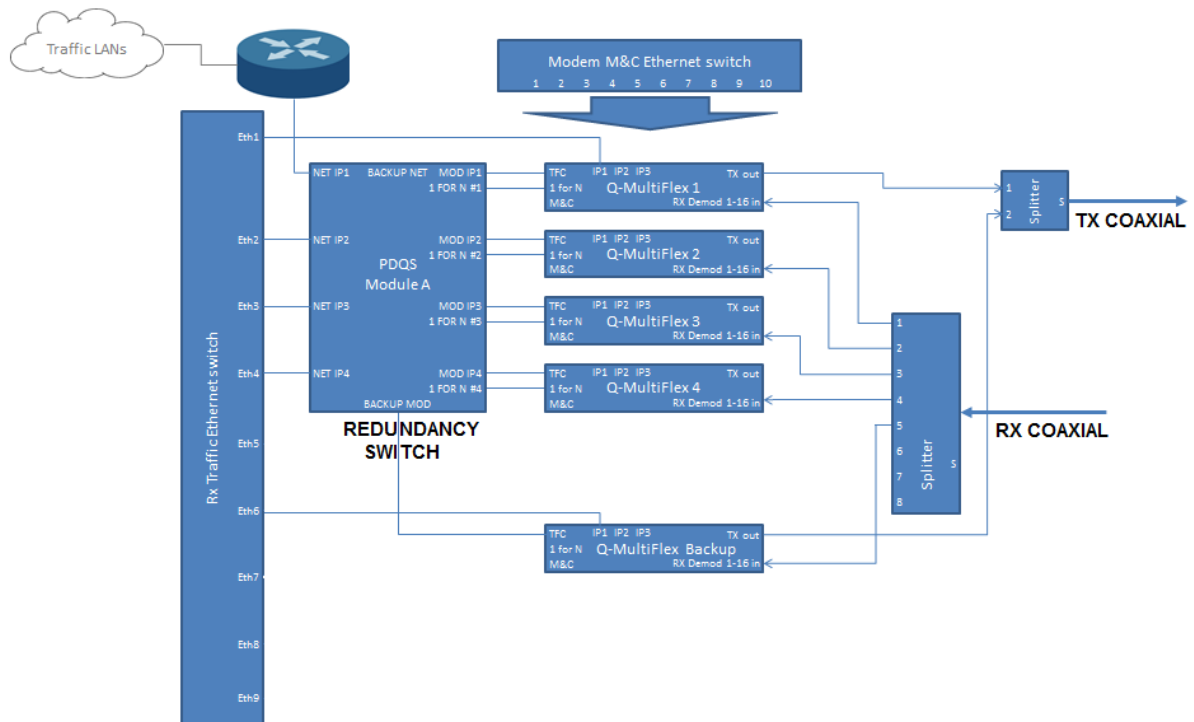 Traffic LANs
Modem M&C Ethernet switch
1 2 3 4 5 6 7 8 9 10
Rx Traffic Ethernet switch
Eth1
Eth2
Eth3
Eth4
Eth5
Eth6
Eth7
Eth8
Eth9
NET IP1 BACKUP NET MOD IP1
1 FOR N #1
NET IP2 MOD IP2
1 FOR N #2
PDQS
Module A
NET IP3 MOD IP3
1 FOR N #3
NET IP4 MOD IP4
1 FOR N #4
BACKUP MOD
REDUNDANCY
SWITCH
TFC IP1 IP2 IP3 TX out
1 for N Q-MultiFlex 1
M&C RX Demod 1-16 in
TFC IP1 IP2 IP3 TX out
1 for N Q-MultiFlex 2
M&C RX Demod 1-16 in
TFC IP1 IP2 IP3 TX out
1 for N Q-MultiFlex 3
M&C RX Demod 1-16 in
TFC IP1 IP2 IP3 TX out
1 for N Q-MultiFlex 4
M&C RX Demod 1-16 in
TFC IP1 IP2 IP3 TX out
1 for N Q-MultiFlex Backup
M&C RX Demod 1-16 in
1
2
Splitter
S
TX COAXIAL
1
2
3
4
5
6
7
8
Splitter
S
RX COAXIAL